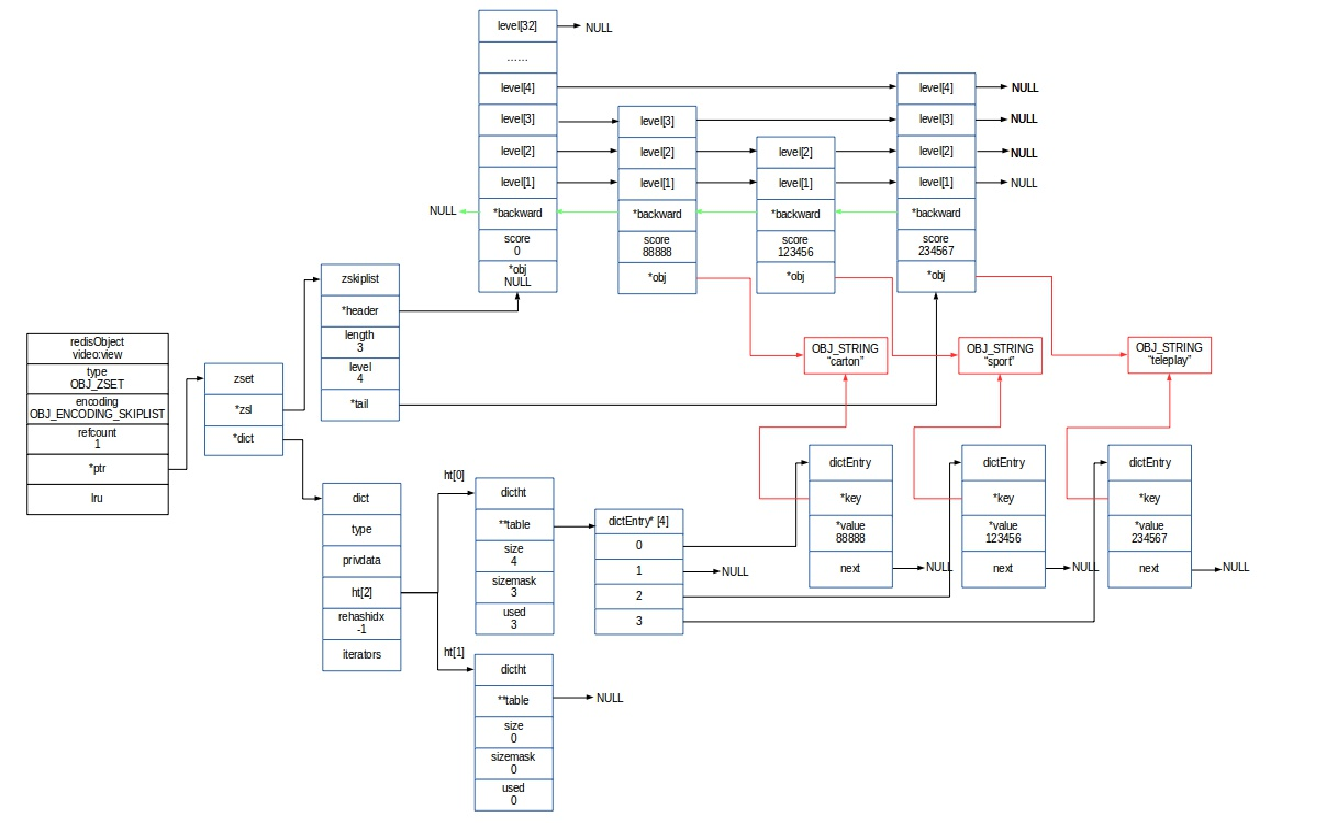 level[3:2]
NULL
... ...
level[4]
level[3]
level[2]
level[1]
*backward
score
0
*obj
NULL
NULL
level[3]
level[2]
level[1]
*backward
score
88888
*obj
level[2]
level[1]
*backward
score
123456
*obj
level[4]
level[3]
level[2]
level[1]
*backward
score
234567
*obj
NULL
NULL
NULL
NULL
zskiplist
*header
length
3
level
4
*tail
OBJ_STRING
“carton”
OBJ_STRING
“sport”
OBJ_STRING
“teleplay”
redisObject
video:view
type
OBJ_ZSET
encoding
OBJ_ENCODING_SKIPLIST
refcount
1
*ptr
lru
zset
*zsl
*dict
dict
type
privdata
ht[2]
rehashidx
-1
iterators
ht[0]
dictht
**table
size
4
sizemask
3
used
3
dictEntry* [4]
0
1
2
3
NULL
dictEntry
*key
*value
88888
next
NULL
dictEntry
*key
*value
123456
next
NULL
dictEntry
*key
*value
234567
next
NULL
ht[1]
dictht
**table
size
0
sizemask
0
used
0
NULL